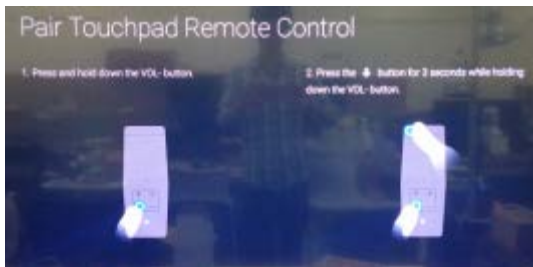 Pair Touchpad Remote Control
1. Press and hold down the VOL- button.
2. Press the button for 3 seconds while holding
down the VOL- button.